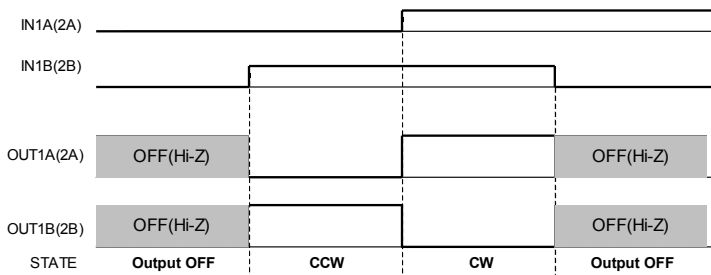 IN1A(2A)
IN1B(2B)
OUT1A(2A) OFF(Hi-Z) OFF(Hi-Z)
OUT1B(2B) OFF(Hi-Z) OFF(Hi-Z)
STATE Output OFF CCW CW Output OFF